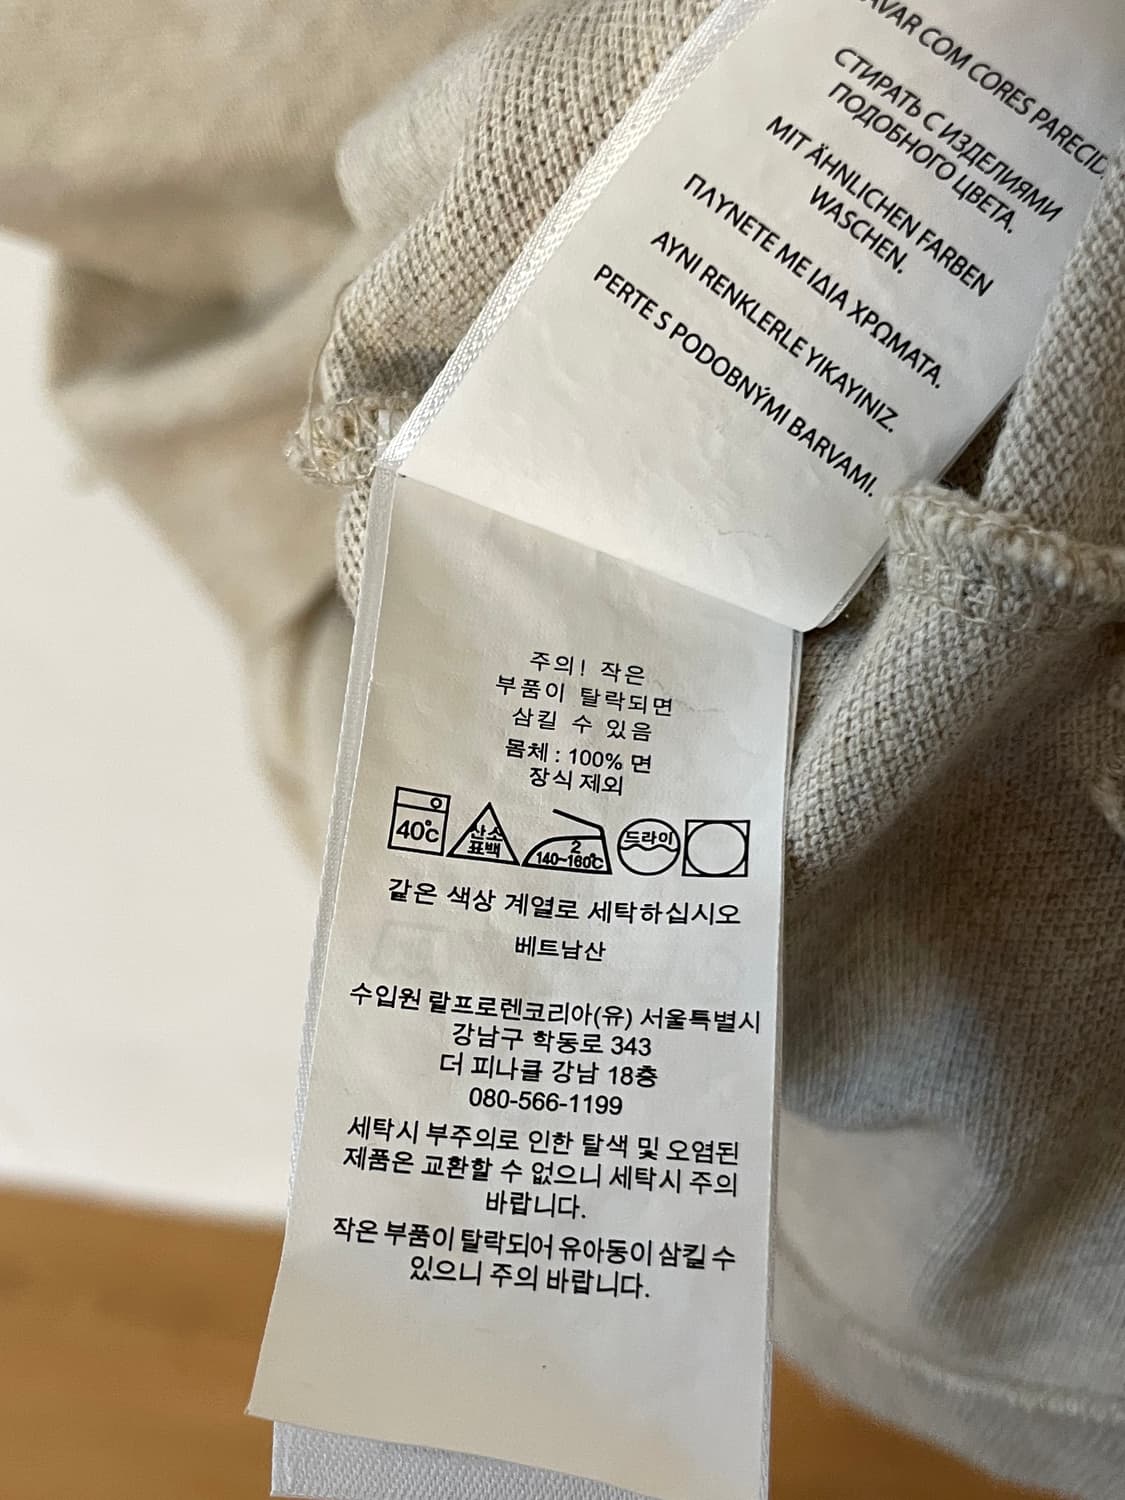 AVAR COM CORES PARECID
СТИРАТЬ С ИЗДЕЛИЯМИ
ПОДОБНОГО ЦВЕТА.
MIT ÄHNLICHEN FARBEN
WASCHEN.
ΠΛΥΝΕΤΕ ΜΕ ΙΔΙΑ ΧΡΩΜΑΤΑ.
AYNI RENKLERLE YIKAYINIZ.
PERTE S PODOBNÝMI BARVAMI.
주의! 작은
부품이 탈락되면
삼킬 수 있음
몸체 : 100% 면
장식 제외
40℃ 산소 표백 2 140~160℃ 드라이
같은 색상 계열로 세탁하십시오
베트남산
수입원 랄프로렌코리아(유) 서울특별시
강남구 학동로 343
더 피나클 강남 18층
080-566-1199
세탁시 부주의로 인한 탈색 및 오염된
제품은 교환할 수 없으니 세탁시 주의
바랍니다.
작은 부품이 탈락되어 유아동이 삼킬 수
있으니 주의 바랍니다.